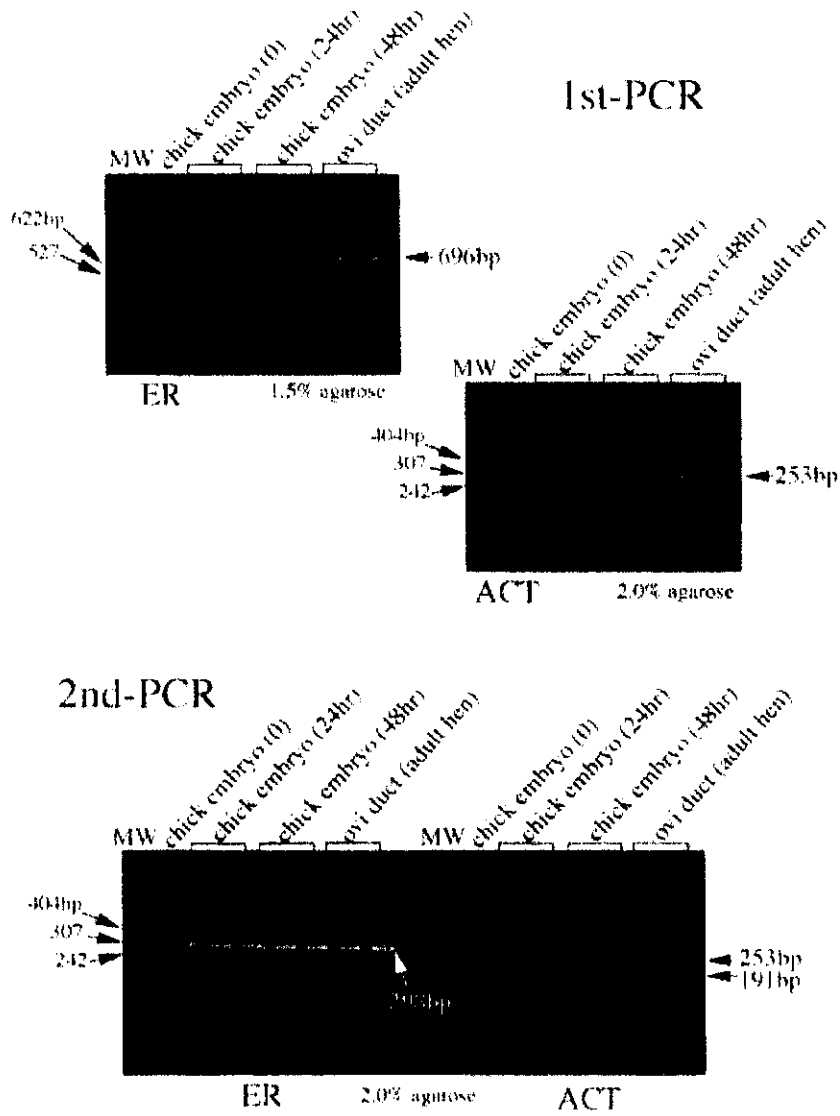 1st-PCR
MW
chick embryo (0)
chick embryo (24hr)
chick embryo (48hr)
ovi duct (adult hen)
622bp
527
696bp
ER
1.5% agarose
MW
chick embryo (0)
chick embryo (24hr)
chick embryo (48hr)
ovi duct (adult hen)
404bp
307
242
253bp
ACT
2.0% agarose
2nd-PCR
MW
chick embryo (0)
chick embryo (24hr)
chick embryo (48hr)
ovi duct (adult hen)
MW
chick embryo (0)
chick embryo (24hr)
chick embryo (48hr)
ovi duct (adult hen)
404bp
307
242
253bp
191bp
ER
2.0% agarose
ACT